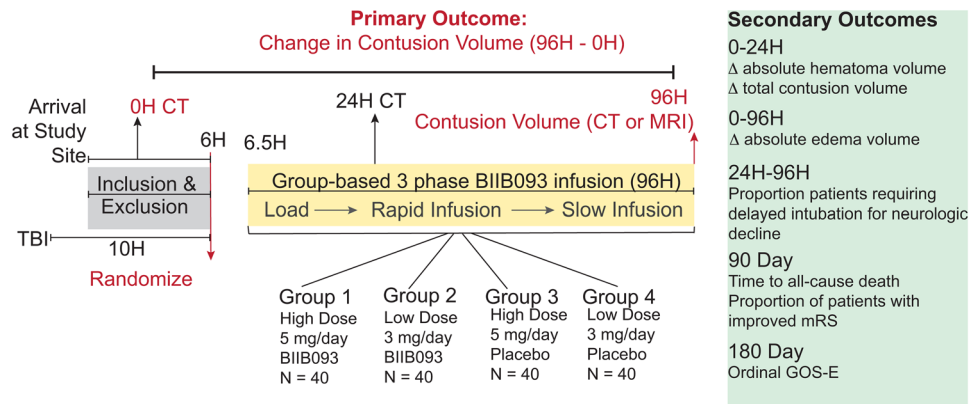 Primary Outcome:
Change in Contusion Volume (96H - 0H)
Arrival
at Study
Site
0H CT
6H
6.5H
24H CT
96H
Contusion Volume (CT or MRI)
Inclusion &
Exclusion
TBI
10H
Randomize
Group-based 3 phase BIIB093 infusion (96H)
Load
Rapid Infusion
Slow Infusion
Group 1
High Dose
5 mg/day
BIIB093
N = 40
Group 2
Low Dose
3 mg/day
BIIB093
N = 40
Group 3
High Dose
5 mg/day
Placebo
N = 40
Group 4
Low Dose
3 mg/day
Placebo
N = 40
Secondary Outcomes
0-24H
Δ absolute hematoma volume
Δ total contusion volume
0-96H
Δ absolute edema volume
24H-96H
Proportion patients requiring
delayed intubation for neurologic
decline
90 Day
Time to all-cause death
Proportion of patients with
improved mRS
180 Day
Ordinal GOS-E